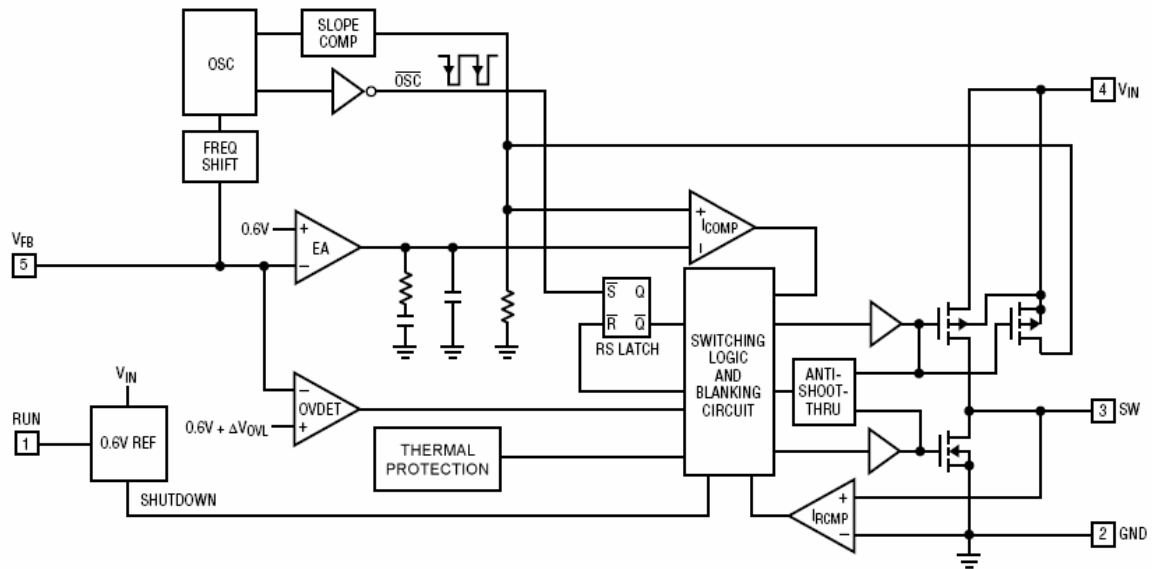 SLOPE
COMP
OSC
OSC
FREQ
SHIFT
4 VIN
0.6V
+
EA
−
VFB
5
+
ICOMP
−
S Q
R Q
RS LATCH
SWITCHING
LOGIC
AND
BLANKING
CIRCUIT
ANTI-
SHOOT-
THRU
VIN
RUN
1
0.6V REF
−
OVDET
+
0.6V + ΔVOVL
THERMAL
PROTECTION
SHUTDOWN
3 SW
+
IRCMP
−
2 GND